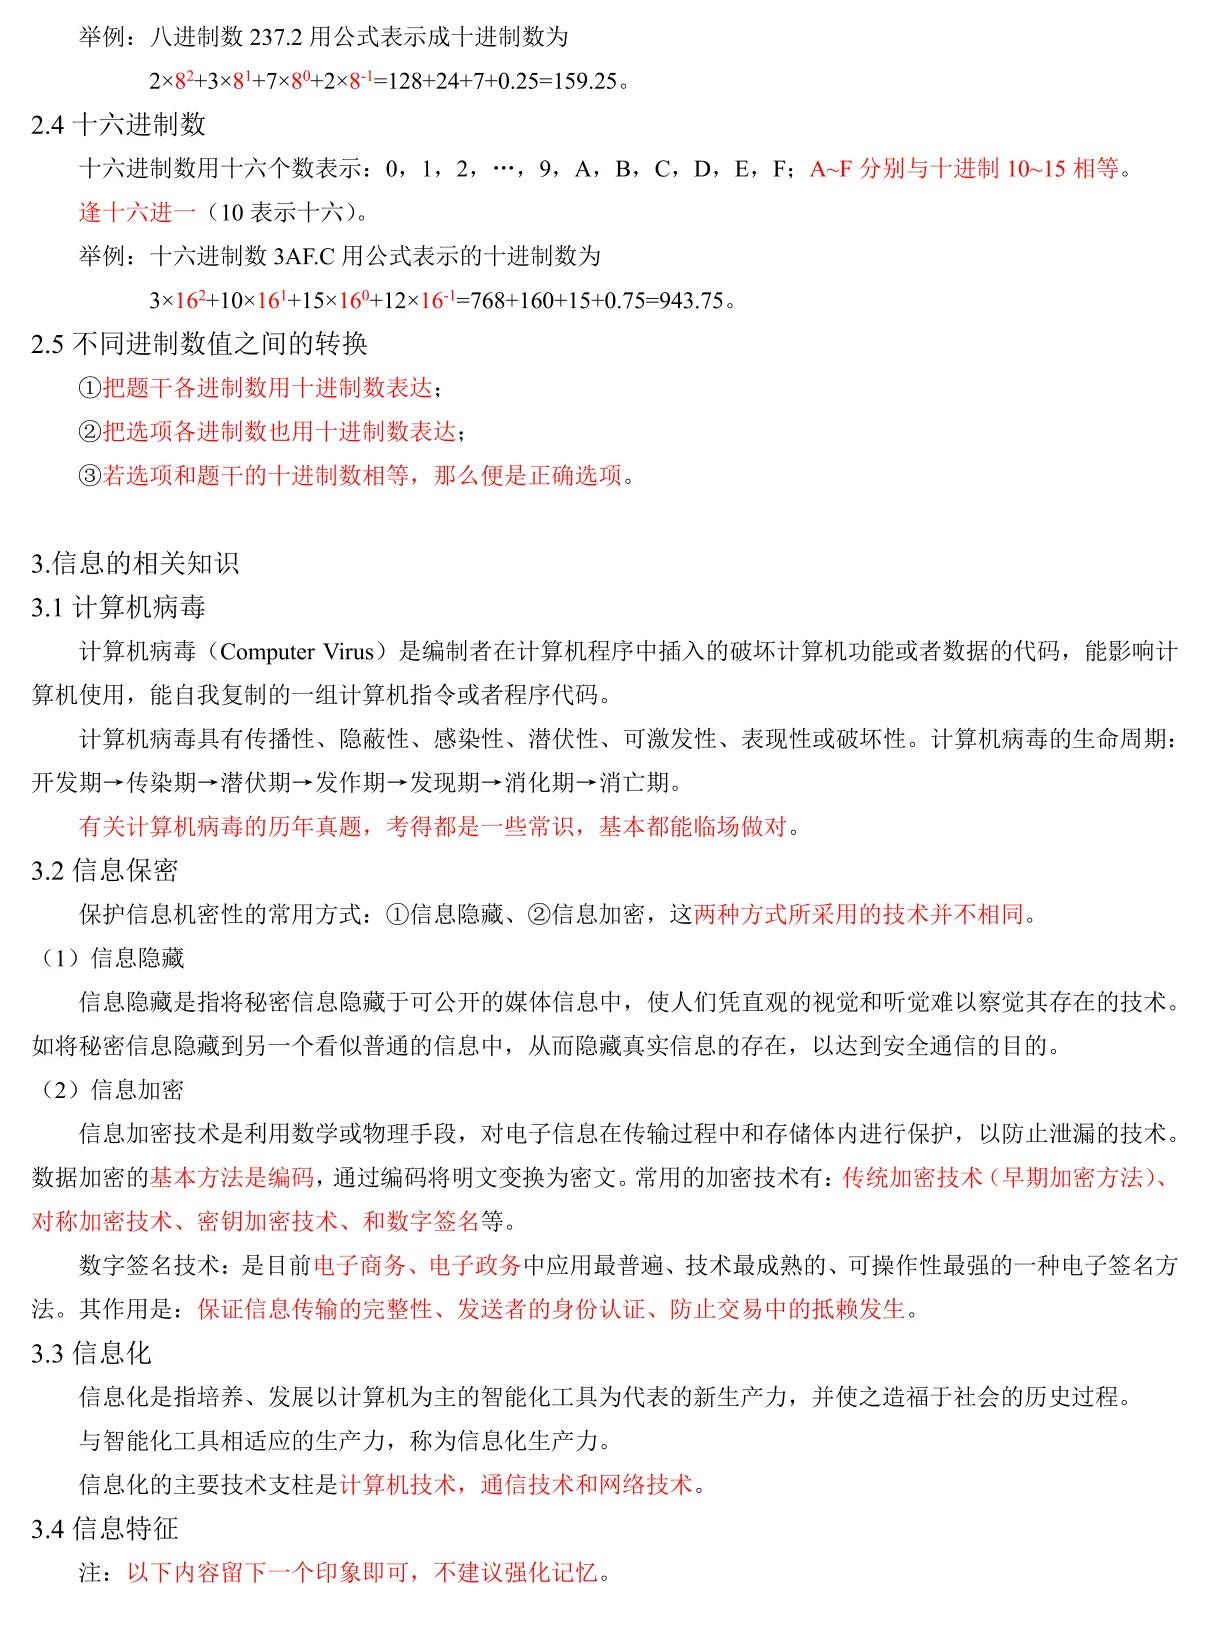 举例：八进制数 237.2 用公式表示成十进制数为
2×8²+3×8¹+7×8⁰+2×8⁻¹=128+24+7+0.25=159.25。
2.4 十六进制数
十六进制数用十六个数表示：0，1，2，…，9，A，B，C，D，E，F；A~F 分别与十进制 10~15 相等。
逢十六进一（10 表示十六）。
举例：十六进制数 3AF.C 用公式表示的十进制数为
3×16²+10×16¹+15×16⁰+12×16⁻¹=768+160+15+0.75=943.75。
2.5 不同进制数值之间的转换
①把题干各进制数用十进制数表达；
②把选项各进制数也用十进制数表达；
③若选项和题干的十进制数相等，那么便是正确选项。
3.信息的相关知识
3.1 计算机病毒
计算机病毒（Computer Virus）是编制者在计算机程序中插入的破坏计算机功能或者数据的代码，能影响计
算机使用，能自我复制的一组计算机指令或者程序代码。
计算机病毒具有传播性、隐蔽性、感染性、潜伏性、可激发性、表现性或破坏性。计算机病毒的生命周期：
开发期→传染期→潜伏期→发作期→发现期→消化期→消亡期。
有关计算机病毒的历年真题，考得都是一些常识，基本都能临场做对。
3.2 信息保密
保护信息机密性的常用方式：①信息隐藏、②信息加密，这两种方式所采用的技术并不相同。
（1）信息隐藏
信息隐藏是指将秘密信息隐藏于可公开的媒体信息中，使人们凭直观的视觉和听觉难以察觉其存在的技术。
如将秘密信息隐藏到另一个看似普通的信息中，从而隐藏真实信息的存在，以达到安全通信的目的。
（2）信息加密
信息加密技术是利用数学或物理手段，对电子信息在传输过程中和存储体内进行保护，以防止泄漏的技术。
数据加密的基本方法是编码，通过编码将明文变换为密文。常用的加密技术有：传统加密技术（早期加密方法）、
对称加密技术、密钥加密技术、和数字签名等。
数字签名技术：是目前电子商务、电子政务中应用最普遍、技术最成熟的、可操作性最强的一种电子签名方
法。其作用是：保证信息传输的完整性、发送者的身份认证、防止交易中的抵赖发生。
3.3 信息化
信息化是指培养、发展以计算机为主的智能化工具为代表的新生产力，并使之造福于社会的历史过程。
与智能化工具相适应的生产力，称为信息化生产力。
信息化的主要技术支柱是计算机技术，通信技术和网络技术。
3.4 信息特征
注：以下内容留下一个印象即可，不建议强化记忆。